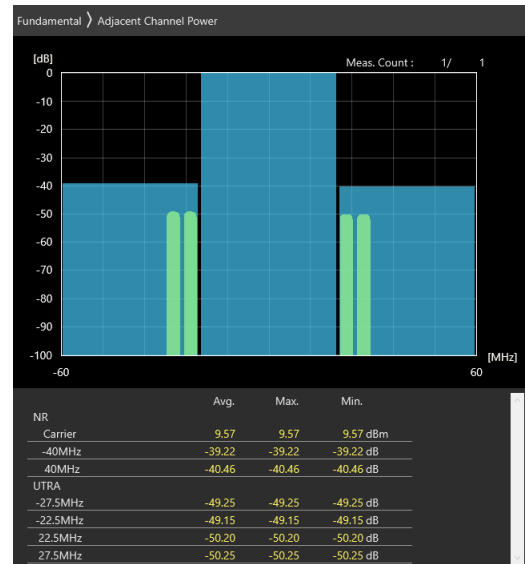 Fundamental 〉 Adjacent Channel Power
[dB]
Meas. Count : 1/ 1
0
-10
-20
-30
-40
-50
-60
-70
-80
-90
-100
[MHz]
-60 60
Avg. Max. Min.
NR
Carrier 9.57 9.57 9.57 dBm
-40MHz -39.22 -39.22 -39.22 dB
40MHz -40.46 -40.46 -40.46 dB
UTRA
-27.5MHz -49.25 -49.25 -49.25 dB
-22.5MHz -49.15 -49.15 -49.15 dB
22.5MHz -50.20 -50.20 -50.20 dB
27.5MHz -50.25 -50.25 -50.25 dB